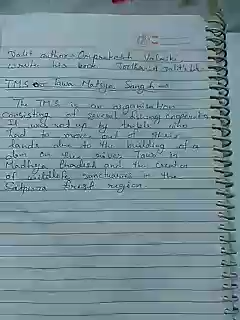 Dalit author Omprakash Valmiki
wrote his book Joothan
TMS or Tawa Matsya Sangh
The TMS is an organisation
consisting of several fishing cooperatives
It was set up by who
had to move out of their
lands due to the building of a
dam on the river Tawa in
Madhya Pradesh and the creation
of wildlife sanctuaries in the
Satpura forest region.